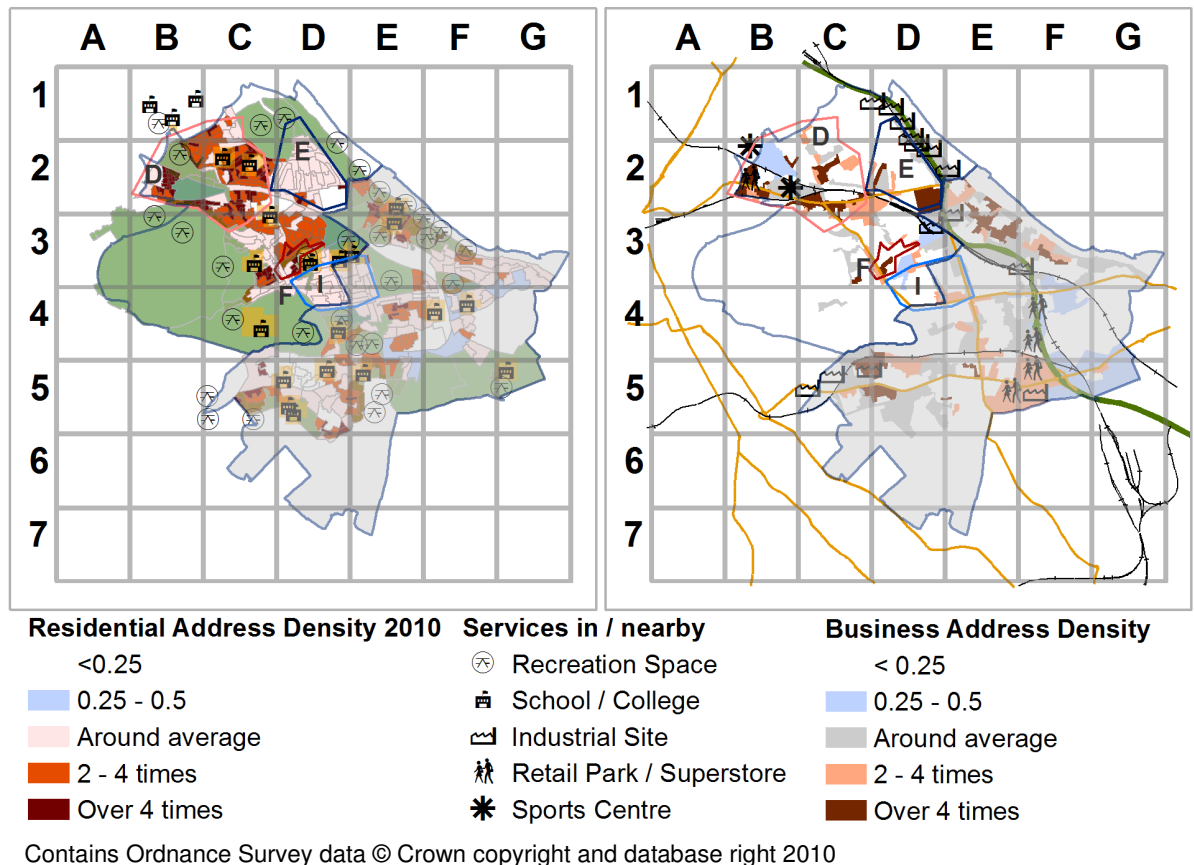 A B C D E F G
A B C D E F G
1
2
3
4
5
6
7
D
E
F
I
1
2
3
4
5
6
7
D
E
F
I
Residential Address Density 2010
<0.25
0.25 - 0.5
Around average
2 - 4 times
Over 4 times
Services in / nearby
Recreation Space
School / College
Industrial Site
Retail Park / Superstore
Sports Centre
Business Address Density
< 0.25
0.25 - 0.5
Around average
2 - 4 times
Over 4 times
Contains Ordnance Survey data © Crown copyright and database right 2010